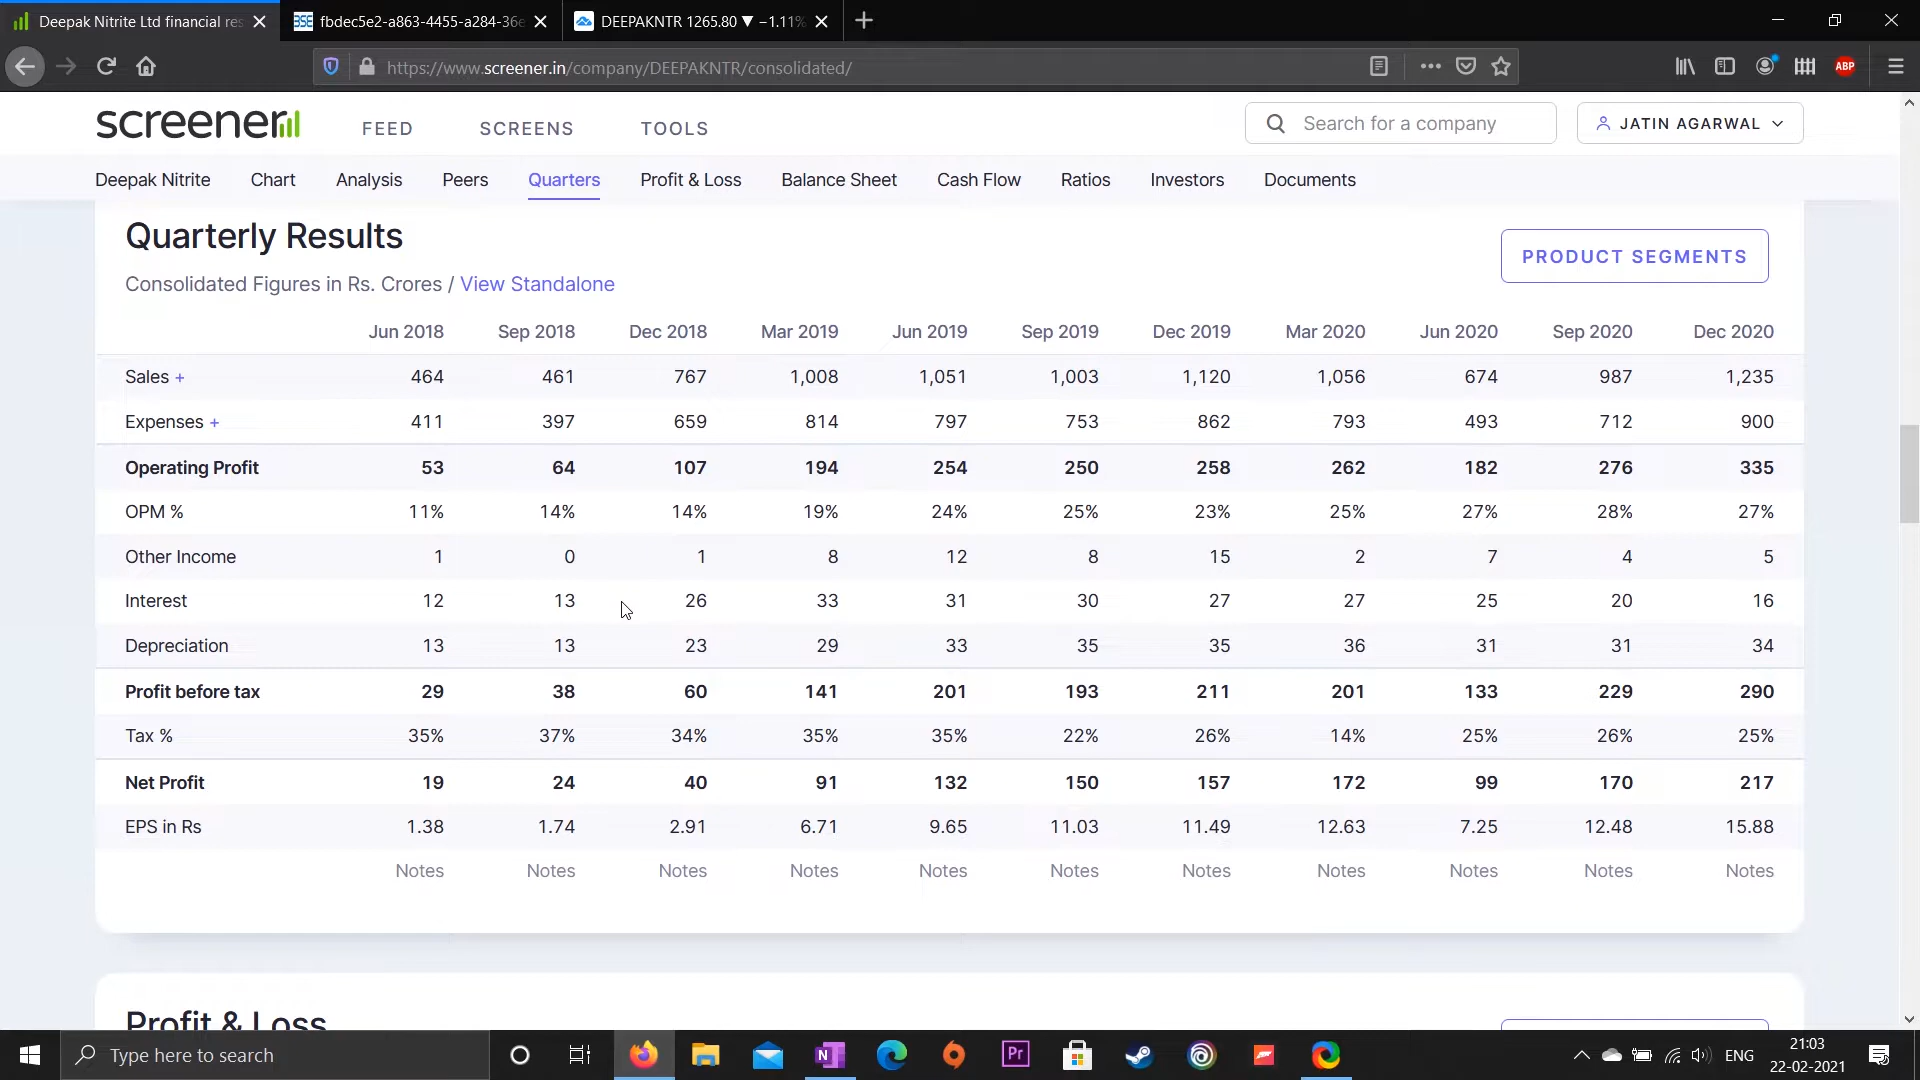 Deepak Nitrite Ltd financial res
fbdec5e2-a863-4455-a284-36e
DEEPAKNTR 1265.80 ▼ −1.11%
https://www.screener.in/company/DEEPAKNTR/consolidated/
ABP
screener
FEED SCREENS TOOLS
Search for a company
JATIN AGARWAL
Deepak Nitrite Chart Analysis Peers Quarters Profit & Loss Balance Sheet Cash Flow Ratios Investors Documents
Quarterly Results
PRODUCT SEGMENTS
Consolidated Figures in Rs. Crores / View Standalone
Jun 2018 Sep 2018 Dec 2018 Mar 2019 Jun 2019 Sep 2019 Dec 2019 Mar 2020 Jun 2020 Sep 2020 Dec 2020
Sales + 464 461 767 1,008 1,051 1,003 1,120 1,056 674 987 1,235
Expenses + 411 397 659 814 797 753 862 793 493 712 900
Operating Profit 53 64 107 194 254 250 258 262 182 276 335
OPM % 11% 14% 14% 19% 24% 25% 23% 25% 27% 28% 27%
Other Income 1 0 1 8 12 8 15 2 7 4 5
Interest 12 13 26 33 31 30 27 27 25 20 16
Depreciation 13 13 23 29 33 35 35 36 31 31 34
Profit before tax 29 38 60 141 201 193 211 201 133 229 290
Tax % 35% 37% 34% 35% 35% 22% 26% 14% 25% 26% 25%
Net Profit 19 24 40 91 132 150 157 172 99 170 217
EPS in Rs 1.38 1.74 2.91 6.71 9.65 11.03 11.49 12.63 7.25 12.48 15.88
Notes Notes Notes Notes Notes Notes Notes Notes Notes Notes Notes
Profit & Loss
Type here to search
N
Pr
ENG
21:03
22-02-2021